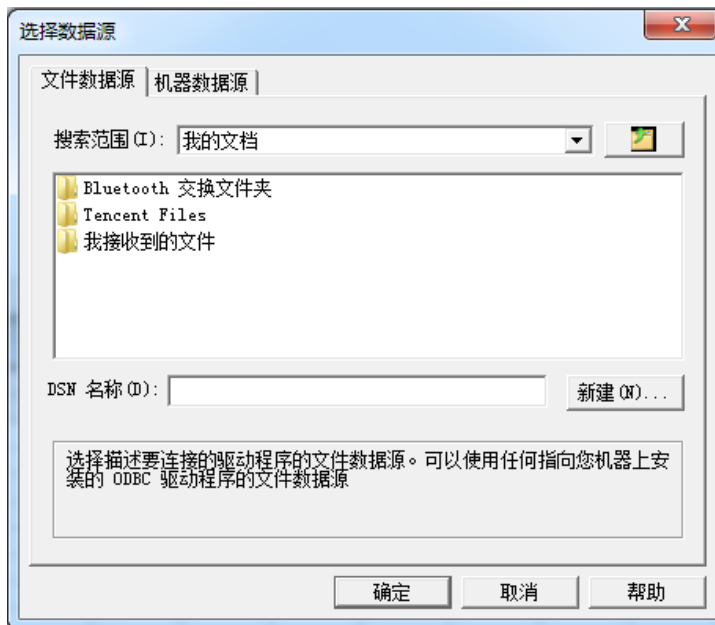 选择数据源
文件数据源 机器数据源
搜索范围(I): 我的文档
Bluetooth 交换文件夹
Tencent Files
我接收到的文件
DSN 名称(D): 新建(N)...
选择描述要连接的驱动程序的文件数据源。可以使用任何指向您机器上安
装的 ODBC 驱动程序的文件数据源
确定 取消 帮助